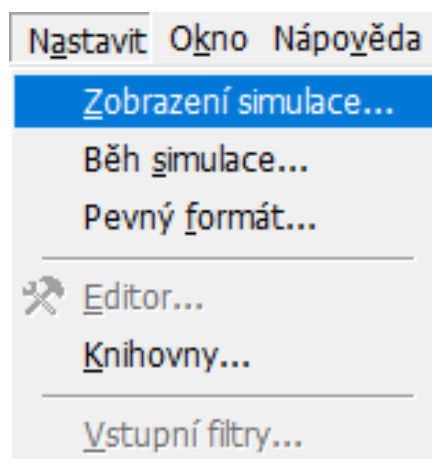 Nastavit Okno Nápověda
Zobrazení simulace...
Běh simulace...
Pevný formát...
Editor...
Knihovny...
Vstupní filtry...